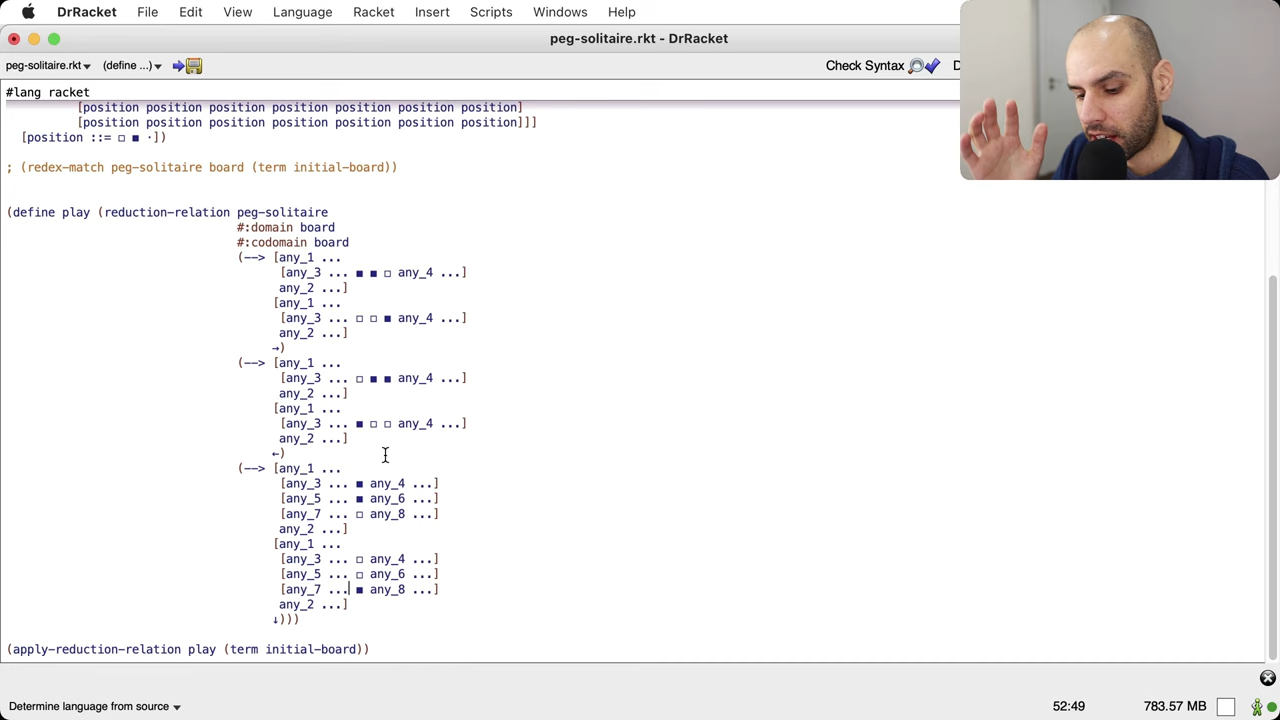 DrRacket File Edit View Language Racket Insert Scripts Windows Help
peg-solitaire.rkt - DrRacket
peg-solitaire.rkt (define ...) Check Syntax D
#lang racket
[position position position position position position position]
[position position position position position position position]]]
[position ::= □ ■ ·])
; (redex-match peg-solitaire board (term initial-board))
(define play (reduction-relation peg-solitaire
#:domain board
#:codomain board
(--> [any_1 ...
[any_3 ... ■ ■ □ any_4 ...]
any_2 ...]
[any_1 ...
[any_3 ... □ □ ■ any_4 ...]
any_2 ...]
→)
(--> [any_1 ...
[any_3 ... □ ■ ■ any_4 ...]
any_2 ...]
[any_1 ...
[any_3 ... ■ □ □ any_4 ...]
any_2 ...]
←)
(--> [any_1 ...
[any_3 ... ■ any_4 ...]
[any_5 ... ■ any_6 ...]
[any_7 ... □ any_8 ...]
any_2 ...]
[any_1 ...
[any_3 ... □ any_4 ...]
[any_5 ... □ any_6 ...]
[any_7 ... ■ any_8 ...]
any_2 ...]
↓)))
(apply-reduction-relation play (term initial-board))
Determine language from source 52:49 783.57 MB